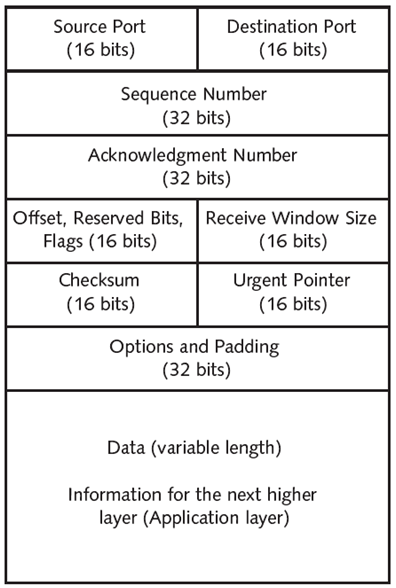 Source Port
(16 bits)
Destination Port
(16 bits)
Sequence Number
(32 bits)
Acknowledgment Number
(32 bits)
Offset, Reserved Bits,
Flags (16 bits)
Receive Window Size
(16 bits)
Checksum
(16 bits)
Urgent Pointer
(16 bits)
Options and Padding
(32 bits)
Data (variable length)
Information for the next higher
layer (Application layer)